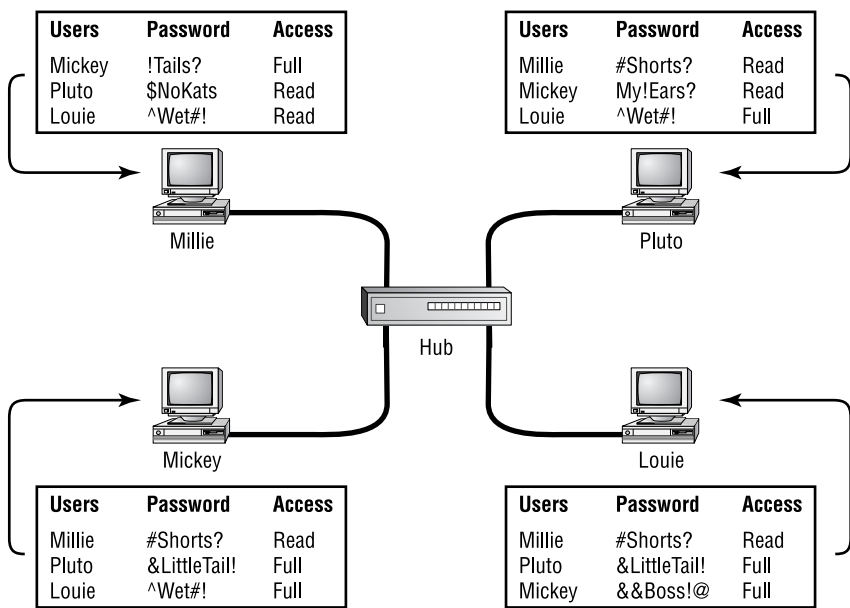 Users Password Access
Mickey !Tails? Full
Pluto $NoKats Read
Louie ^Wet#! Read
Users Password Access
Millie #Shorts? Read
Mickey My!Ears? Read
Louie ^Wet#! Full
Millie
Pluto
Hub
Mickey
Louie
Users Password Access
Millie #Shorts? Read
Pluto &LittleTail! Full
Louie ^Wet#! Full
Users Password Access
Millie #Shorts? Read
Pluto &LittleTail! Full
Mickey &&Boss!@ Full